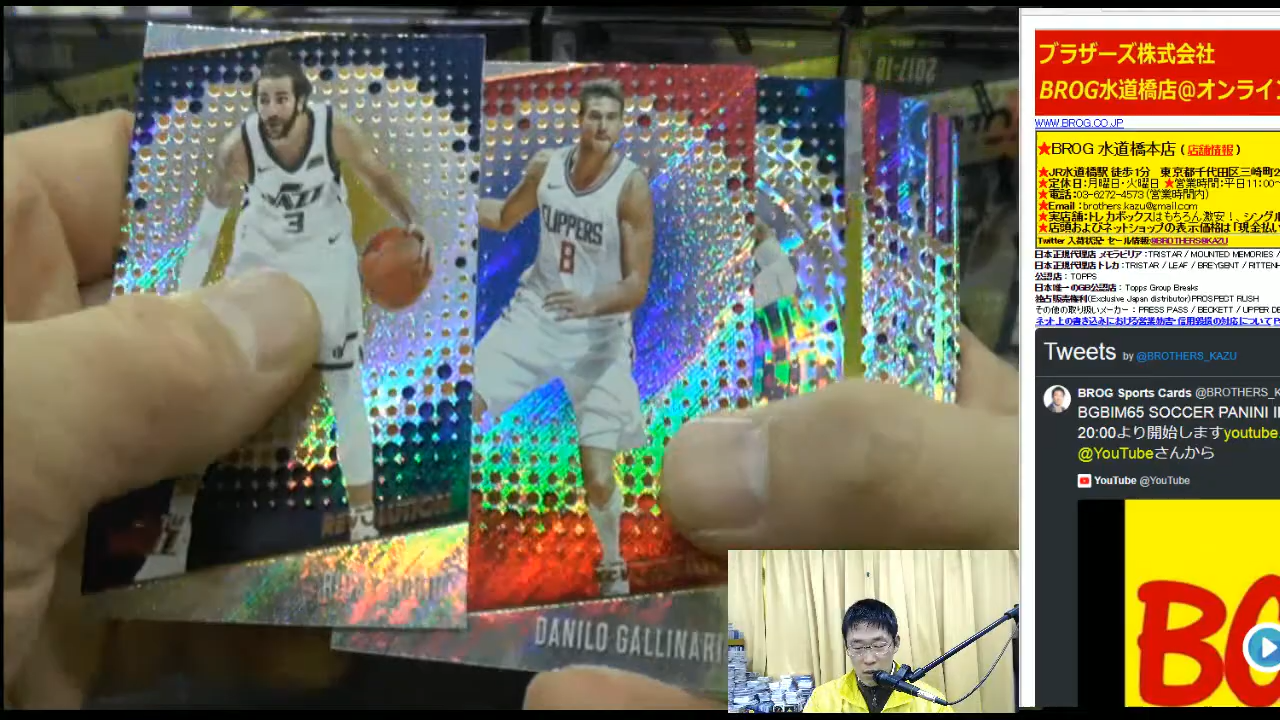 JAZZ
3
REVOLUTION
CLIPPERS
8
DANILO GALLINARI
2017-18
ブラザーズ株式会社
BROG水道橋店@オンライン
WWW.BROG.CO.JP
★BROG 水道橋本店（店舗情報）
★JR水道橋駅 徒歩1分 東京都千代田区三崎町2
★定休日：月曜日・火曜日 ★営業時間：平日11:00~
★電話：03-6272-4573（営業時間内）
★Email：brothers.kazu@gmail.com
★実店舗：トレカボックスはもちろん激安！、シングル
★店頭およびネットショップの表示価格は「現金払い
Twitter 入荷状況・セール情報：@BROTHERS@KAZU
日本正規代理店 メモラビリア：TRISTAR / MOUNTED MEMORIES /
日本正規代理店 トレカ：TRISTAR / LEAF / BREYGENT / RITTENH
公認店：TOPPS
日本唯一のGB公認店：Topps Group Breaks
独占販売権利(Exclusive Japan distributor)PROSPECT RUSH
その他の取り扱いメーカー：PRESS PASS / BECKETT / UPPER DE
ネット上の書き込みにおける営業妨害・信用毀損の対応について
Tweets by @BROTHERS_KAZU
BROG Sports Cards @BROTHERS_K
BGBIM65 SOCCER PANINI I
20:00より開始しますyoutube
@YouTubeさんから
YouTube @YouTube